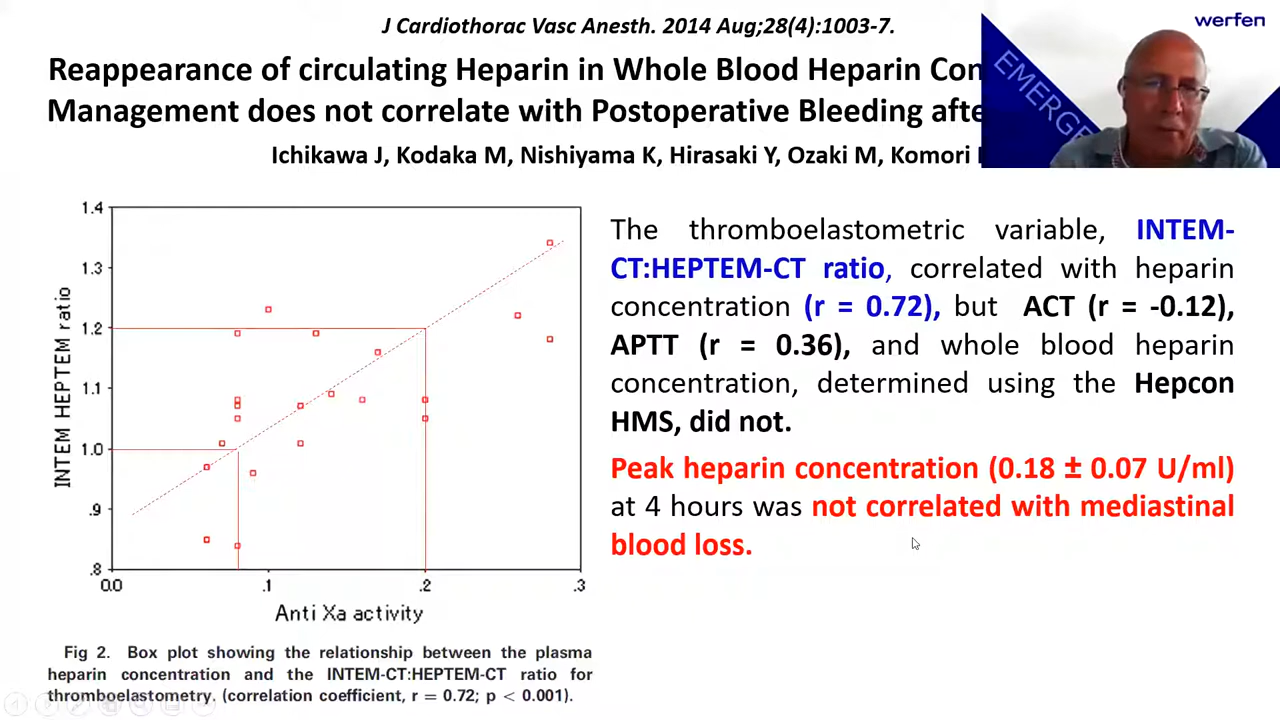 J Cardiothorac Vasc Anesth. 2014 Aug;28(4):1003-7.
werfen
Reappearance of circulating Heparin in Whole Blood Heparin Con
Management does not correlate with Postoperative Bleeding afte
Ichikawa J, Kodaka M, Nishiyama K, Hirasaki Y, Ozaki M, Komori
EMERGE
1.4
1.3
1.2
1.1
1.0
.9
.8
INTEM HEPTEM ratio
0.0 .1 .2 .3
Anti Xa activity
Fig 2. Box plot showing the relationship between the plasma
heparin concentration and the INTEM-CT:HEPTEM-CT ratio for
thromboelastometry. (correlation coefficient, r = 0.72; p < 0.001).
The thromboelastometric variable, INTEM-
CT:HEPTEM-CT ratio, correlated with heparin
concentration (r = 0.72), but ACT (r = -0.12),
APTT (r = 0.36), and whole blood heparin
concentration, determined using the Hepcon
HMS, did not.
Peak heparin concentration (0.18 ± 0.07 U/ml)
at 4 hours was not correlated with mediastinal
blood loss.